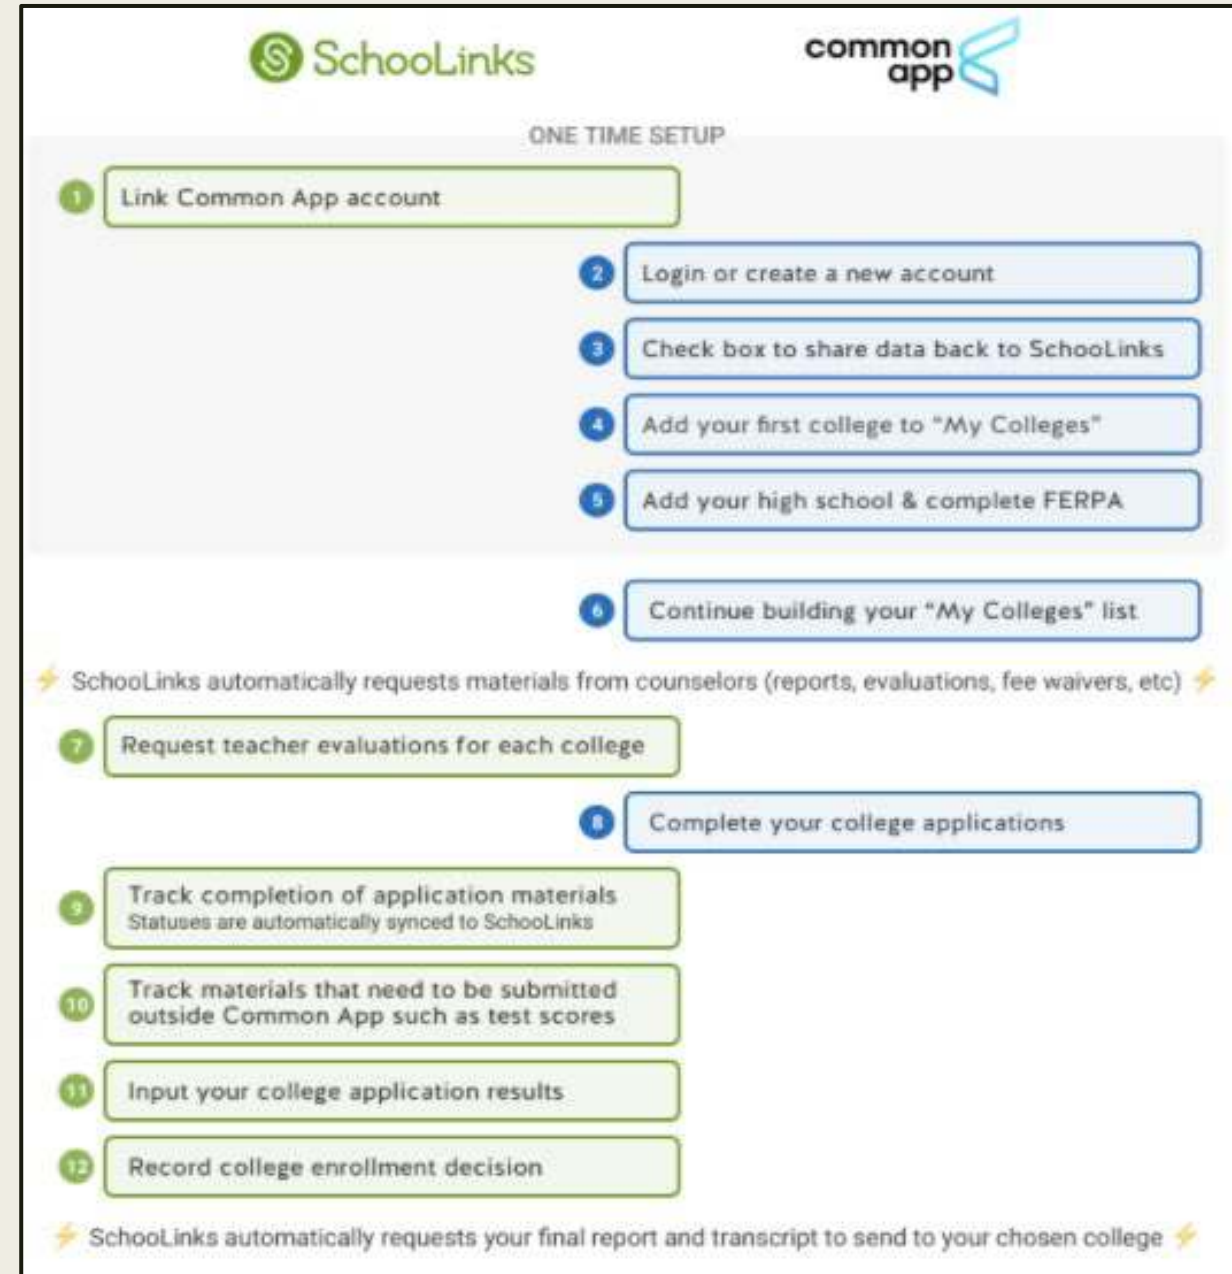 SchooLinks
common
app
ONE TIME SETUP
1 Link Common App account
2 Login or create a new account
3 Check box to share data back to SchooLinks
4 Add your first college to “My Colleges”
5 Add your high school & complete FERPA
6 Continue building your “My Colleges” list
⚡ SchooLinks automatically requests materials from counselors (reports, evaluations, fee waivers, etc) ⚡
7 Request teacher evaluations for each college
8 Complete your college applications
9 Track completion of application materials
Statuses are automatically synced to SchooLinks
10 Track materials that need to be submitted
outside Common App such as test scores
11 Input your college application results
12 Record college enrollment decision
⚡ SchooLinks automatically requests your final report and transcript to send to your chosen college ⚡